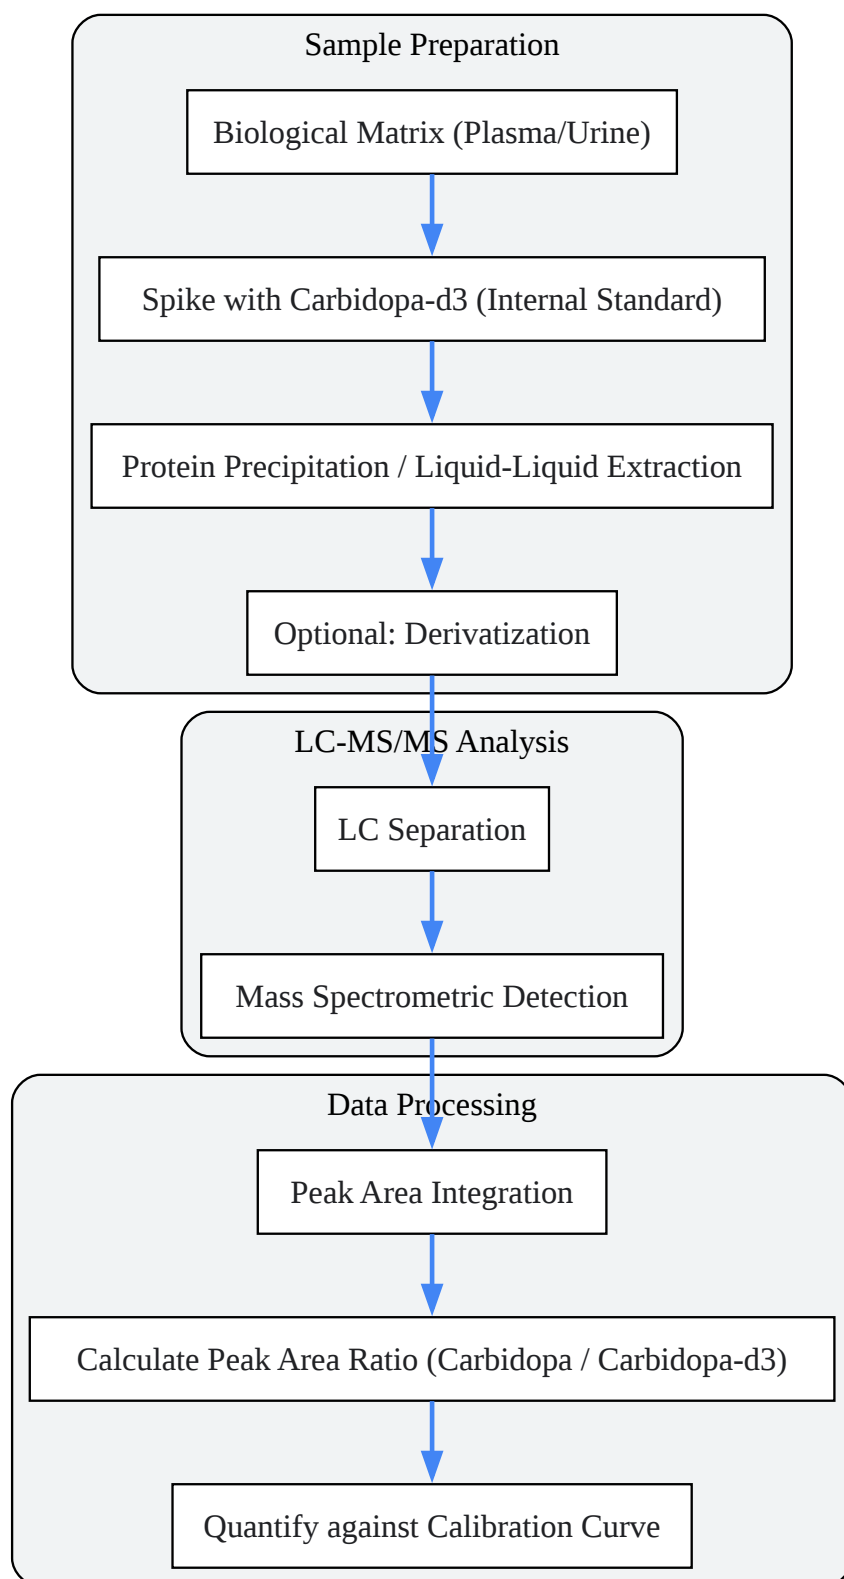 Sample Preparation
Biological Matrix (Plasma/Urine)
Spike with Carbidopa-d3 (Internal Standard)
Protein Precipitation / Liquid-Liquid Extraction
Optional: Derivatization
LC-MS/MS Analysis
LC Separation
Mass Spectrometric Detection
Data Processing
Peak Area Integration
Calculate Peak Area Ratio (Carbidopa / Carbidopa-d3)
Quantify against Calibration Curve